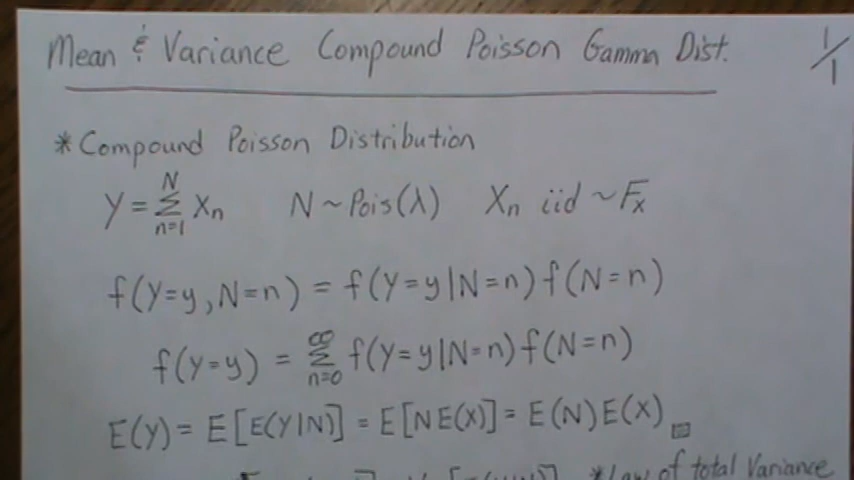 Mean & Variance Compound Poisson Gamma Dist. 1/1
* Compound Poisson Distribution
Y = Σ_{n=1}^{N} X_n N ~ Pois(λ) X_n iid ~ F_x
f(Y=y, N=n) = f(Y=y|N=n) f(N=n)
f(Y=y) = Σ_{n=0}^{∞} f(Y=y|N=n) f(N=n)
E(Y) = E[E(Y|N)] = E[N E(X)] = E(N)E(X)
* Law of total Variance